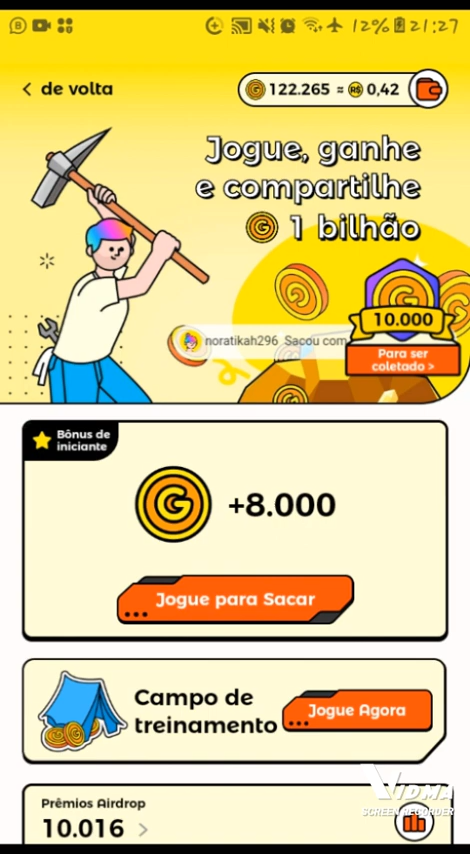 12% 21:27
de volta
122.265 = R$ 0,42
Jogue, ganhe
e compartilhe
1 bilhão
10.000
noratikah296 Sacou com
Para ser
coletado >
Bônus de
iniciante
+8.000
Jogue para Sacar
Campo de
treinamento
Jogue Agora
Prêmios Airdrop
10.016 >
VIDMA
SCREEN RECORDER